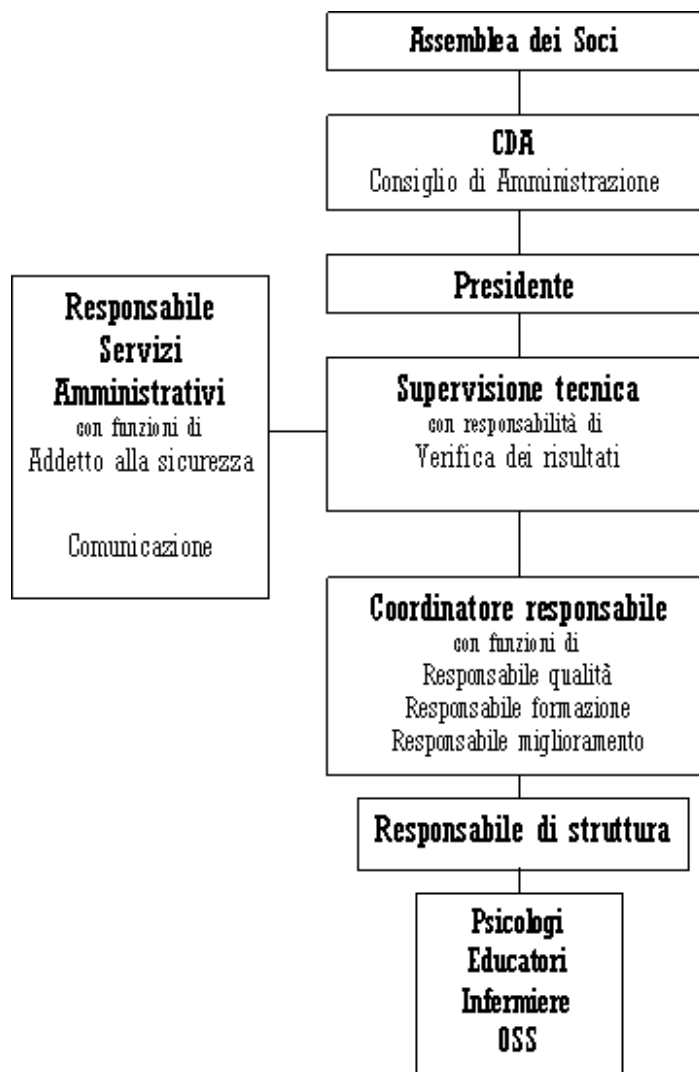 Assemblea dei Soci
CDA
Consiglio di Amministrazione
Presidente
Responsabile
Servizi
Amministrativi
con funzioni di
Addetto alla sicurezza
Comunicazione
Supervisione tecnica
con responsabilità di
Verifica dei risultati
Coordinatore responsabile
con funzioni di
Responsabile qualità
Responsabile formazione
Responsabile miglioramento
Responsabile di struttura
Psicologi
Educatori
Infermiere
OSS